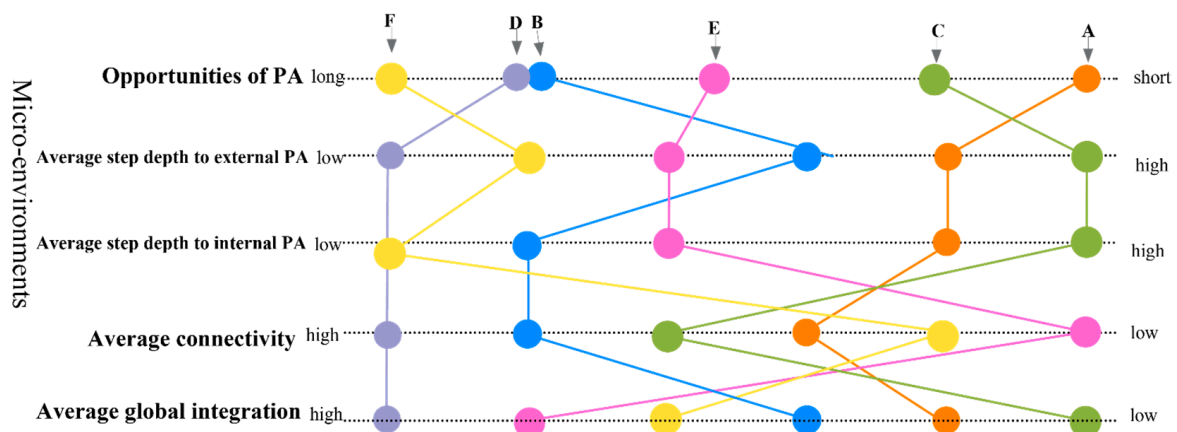 F D B E C A
Opportunities of PA long short
Average step depth to external PA low high
Average step depth to internal PA low high
Average connectivity high low
Average global integration high low
Micro-environments